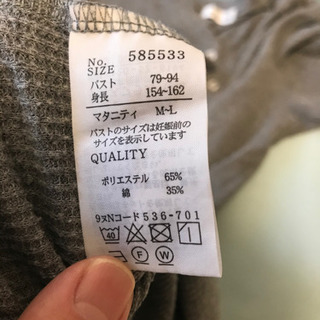 No. 585533
SIZE
バスト 79~94
身長 154~162
マタニティ M~L
バストのサイズは妊娠前の
サイズを表示しています
QUALITY
ポリエステル 65%
綿 35%
9ヌNコード536-701
40
F W